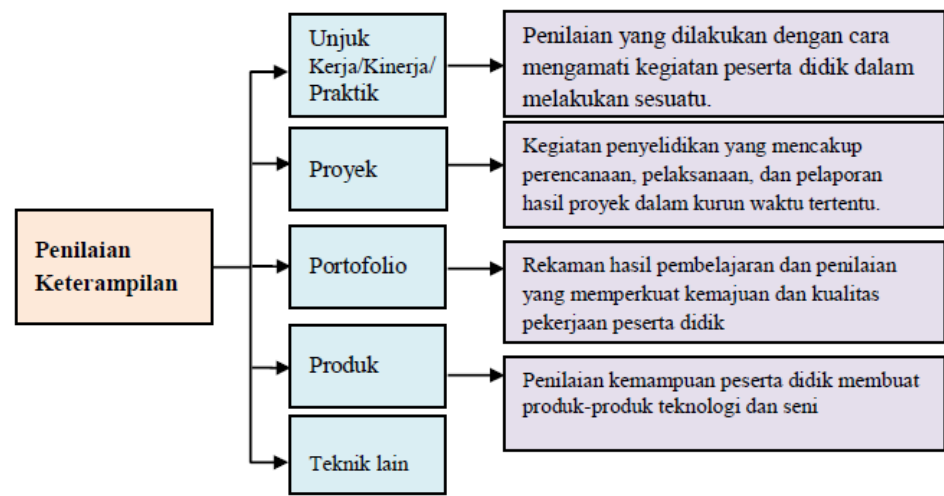 Penilaian
Keterampilan
Unjuk
Kerja/Kinerja/
Praktik
Penilaian yang dilakukan dengan cara
mengamati kegiatan peserta didik dalam
melakukan sesuatu.
Proyek
Kegiatan penyelidikan yang mencakup
perencanaan, pelaksanaan, dan pelaporan
hasil proyek dalam kurun waktu tertentu.
Portofolio
Rekaman hasil pembelajaran dan penilaian
yang memperkuat kemajuan dan kualitas
pekerjaan peserta didik
Produk
Penilaian kemampuan peserta didik membuat
produk-produk teknologi dan seni
Teknik lain